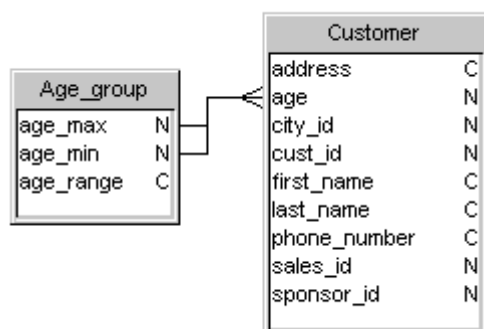 Age_group
age_max N
age_min N
age_range C
Customer
address C
age N
city_id N
cust_id N
first_name C
last_name C
phone_number C
sales_id N
sponsor_id N